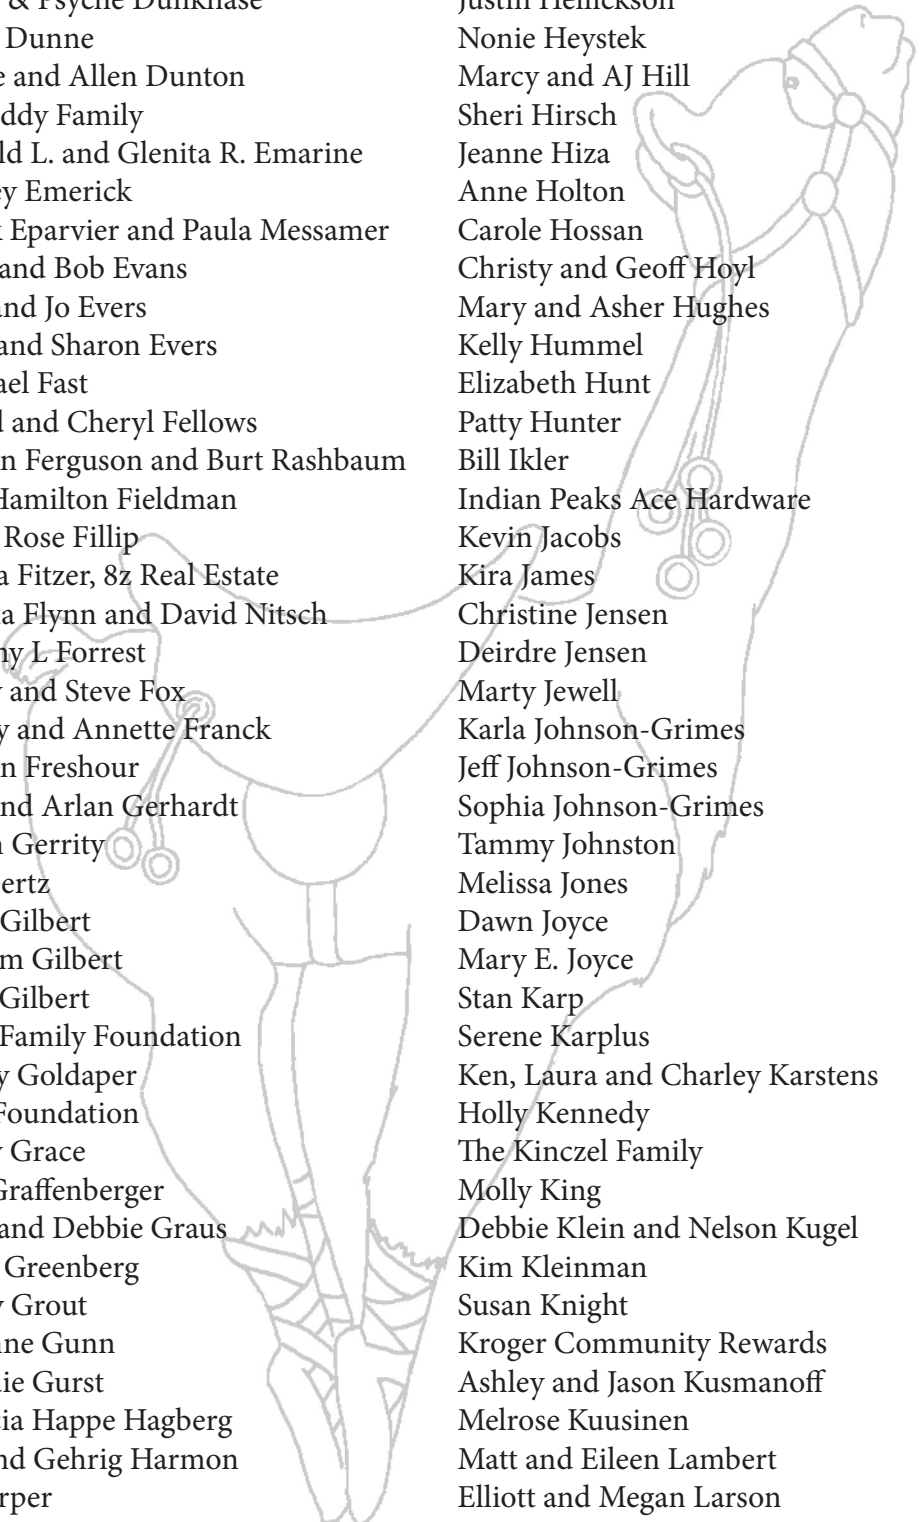 & Psyche Dunkhase
Dunne
e and Allen Dunton
ddy Family
ld L. and Glenita R. Emarine
ey Emerick
k Eparvier and Paula Messamer
and Bob Evans
and Jo Evers
and Sharon Evers
ael Fast
d and Cheryl Fellows
n Ferguson and Burt Rashbaum
Hamilton Fieldman
Rose Fillip
a Fitzer, 8z Real Estate
a Flynn and David Nitsch
ny L Forrest
y and Steve Fox
y and Annette Franck
n Freshour
and Arlan Gerhardt
n Gerrity
ertz
Gilbert
m Gilbert
Gilbert
Family Foundation
y Goldaper
Foundation
y Grace
Graffenberger
and Debbie Graus
Greenberg
y Grout
nne Gunn
ie Gurst
ia Happe Hagberg
nd Gehrig Harmon
rper
Justin Hellickson
Nonie Heystek
Marcy and AJ Hill
Sheri Hirsch
Jeanne Hiza
Anne Holton
Carole Hossan
Christy and Geoff Hoyl
Mary and Asher Hughes
Kelly Hummel
Elizabeth Hunt
Patty Hunter
Bill Ikler
Indian Peaks Ace Hardware
Kevin Jacobs
Kira James
Christine Jensen
Deirdre Jensen
Marty Jewell
Karla Johnson-Grimes
Jeff Johnson-Grimes
Sophia Johnson-Grimes
Tammy Johnston
Melissa Jones
Dawn Joyce
Mary E. Joyce
Stan Karp
Serene Karplus
Ken, Laura and Charley Karstens
Holly Kennedy
The Kinczel Family
Molly King
Debbie Klein and Nelson Kugel
Kim Kleinman
Susan Knight
Kroger Community Rewards
Ashley and Jason Kusmanoff
Melrose Kuusinen
Matt and Eileen Lambert
Elliott and Megan Larson